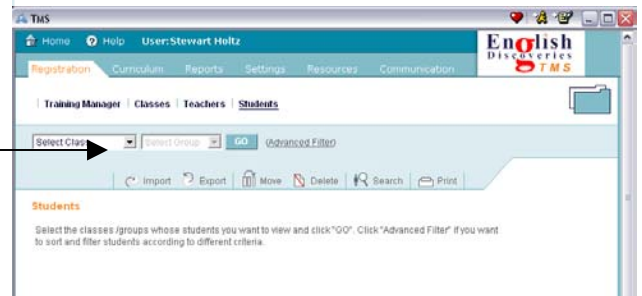 TMS
Home Help User:Stewart Holtz
English
Discoveries
TMS
Registration Curriculum Reports Settings Resources Communication
Training Manager Classes Teachers Students
Select Class Select Group GO (Advanced Filter)
Import Export Move Delete Search Print
Students
Select the classes /groups whose students you want to view and click "GO". Click "Advanced Filter" if you want
to sort and filter students according to different criteria.